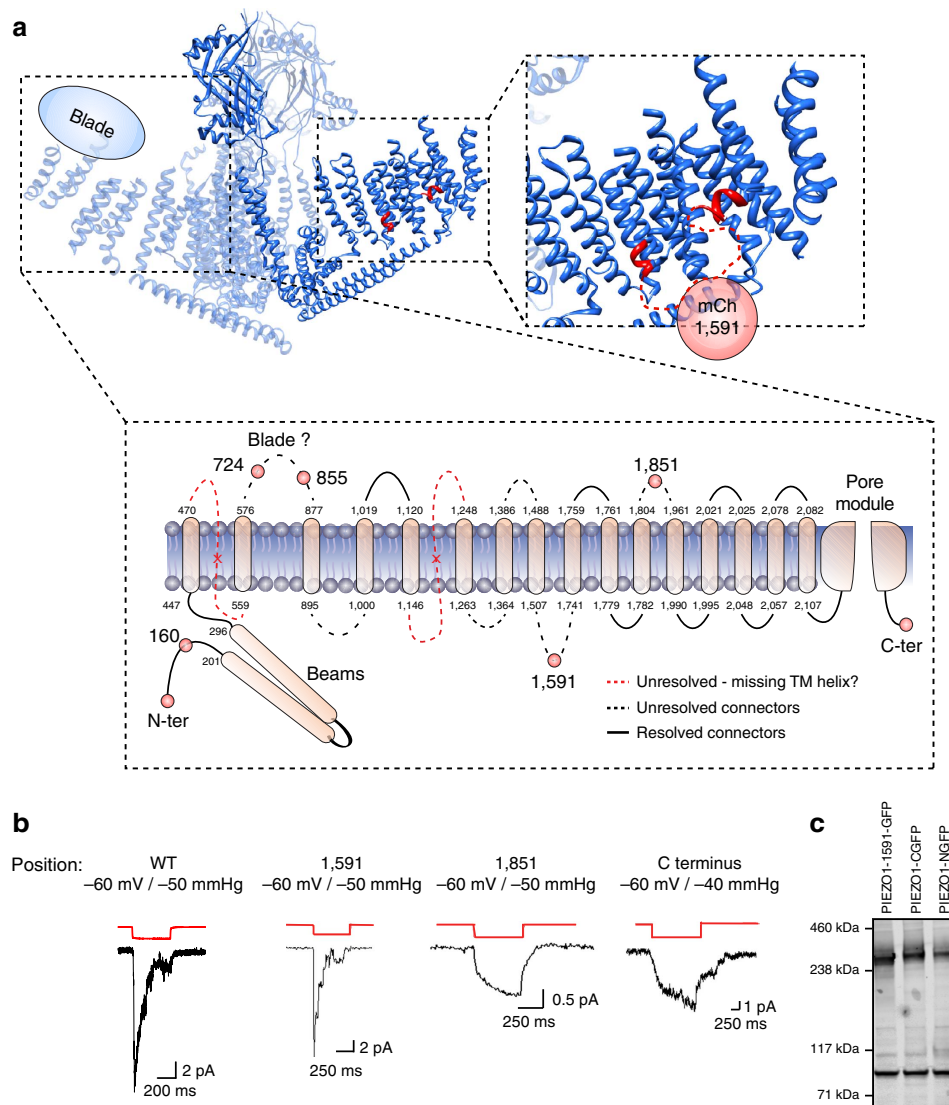 a
Blade
mCh
1,591
Blade ?
724
855
1,851
Pore
module
470 576 877 1,019 1,120 1,248 1,386 1,488 1,759 1,761 1,804 1,961 2,021 2,025 2,078 2,082
447 559 895 1,000 1,146 1,263 1,364 1,507 1,741 1,779 1,782 1,990 1,995 2,048 2,057 2,107
160
296
201
Beams
N-ter
1,591
C-ter
Unresolved - missing TM helix?
Unresolved connectors
Resolved connectors
b
Position:
WT
–60 mV / –50 mmHg
2 pA
200 ms
1,591
–60 mV / –50 mmHg
2 pA
250 ms
1,851
–60 mV / –50 mmHg
0.5 pA
250 ms
C terminus
–60 mV / –40 mmHg
1 pA
250 ms
c
PIEZO1-1591-GFP
PIEZO1-CGFP
PIEZO1-NGFP
460 kDa
238 kDa
117 kDa
71 kDa